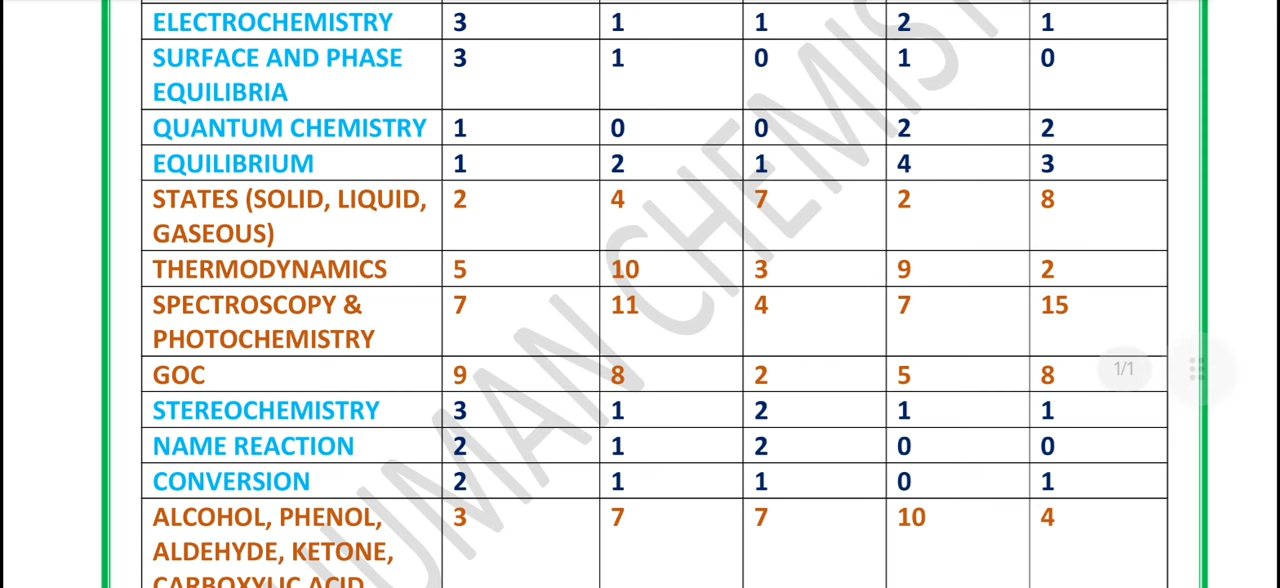 ELECTROCHEMISTRY 3 1 1 2 1
SURFACE AND PHASE 3 1 0 1 0
EQUILIBRIA
QUANTUM CHEMISTRY 1 0 0 2 2
EQUILIBRIUM 1 2 1 4 3
STATES (SOLID, LIQUID, 2 4 7 2 8
GASEOUS)
THERMODYNAMICS 5 10 3 9 2
SPECTROSCOPY & 7 11 4 7 15
PHOTOCHEMISTRY
GOC 9 8 2 5 8
1/1
STEREOCHEMISTRY 3 1 2 1 1
NAME REACTION 2 1 2 0 0
CONVERSION 2 1 1 0 1
ALCOHOL, PHENOL, 3 7 7 10 4
ALDEHYDE, KETONE,
CARBOXYLIC ACID